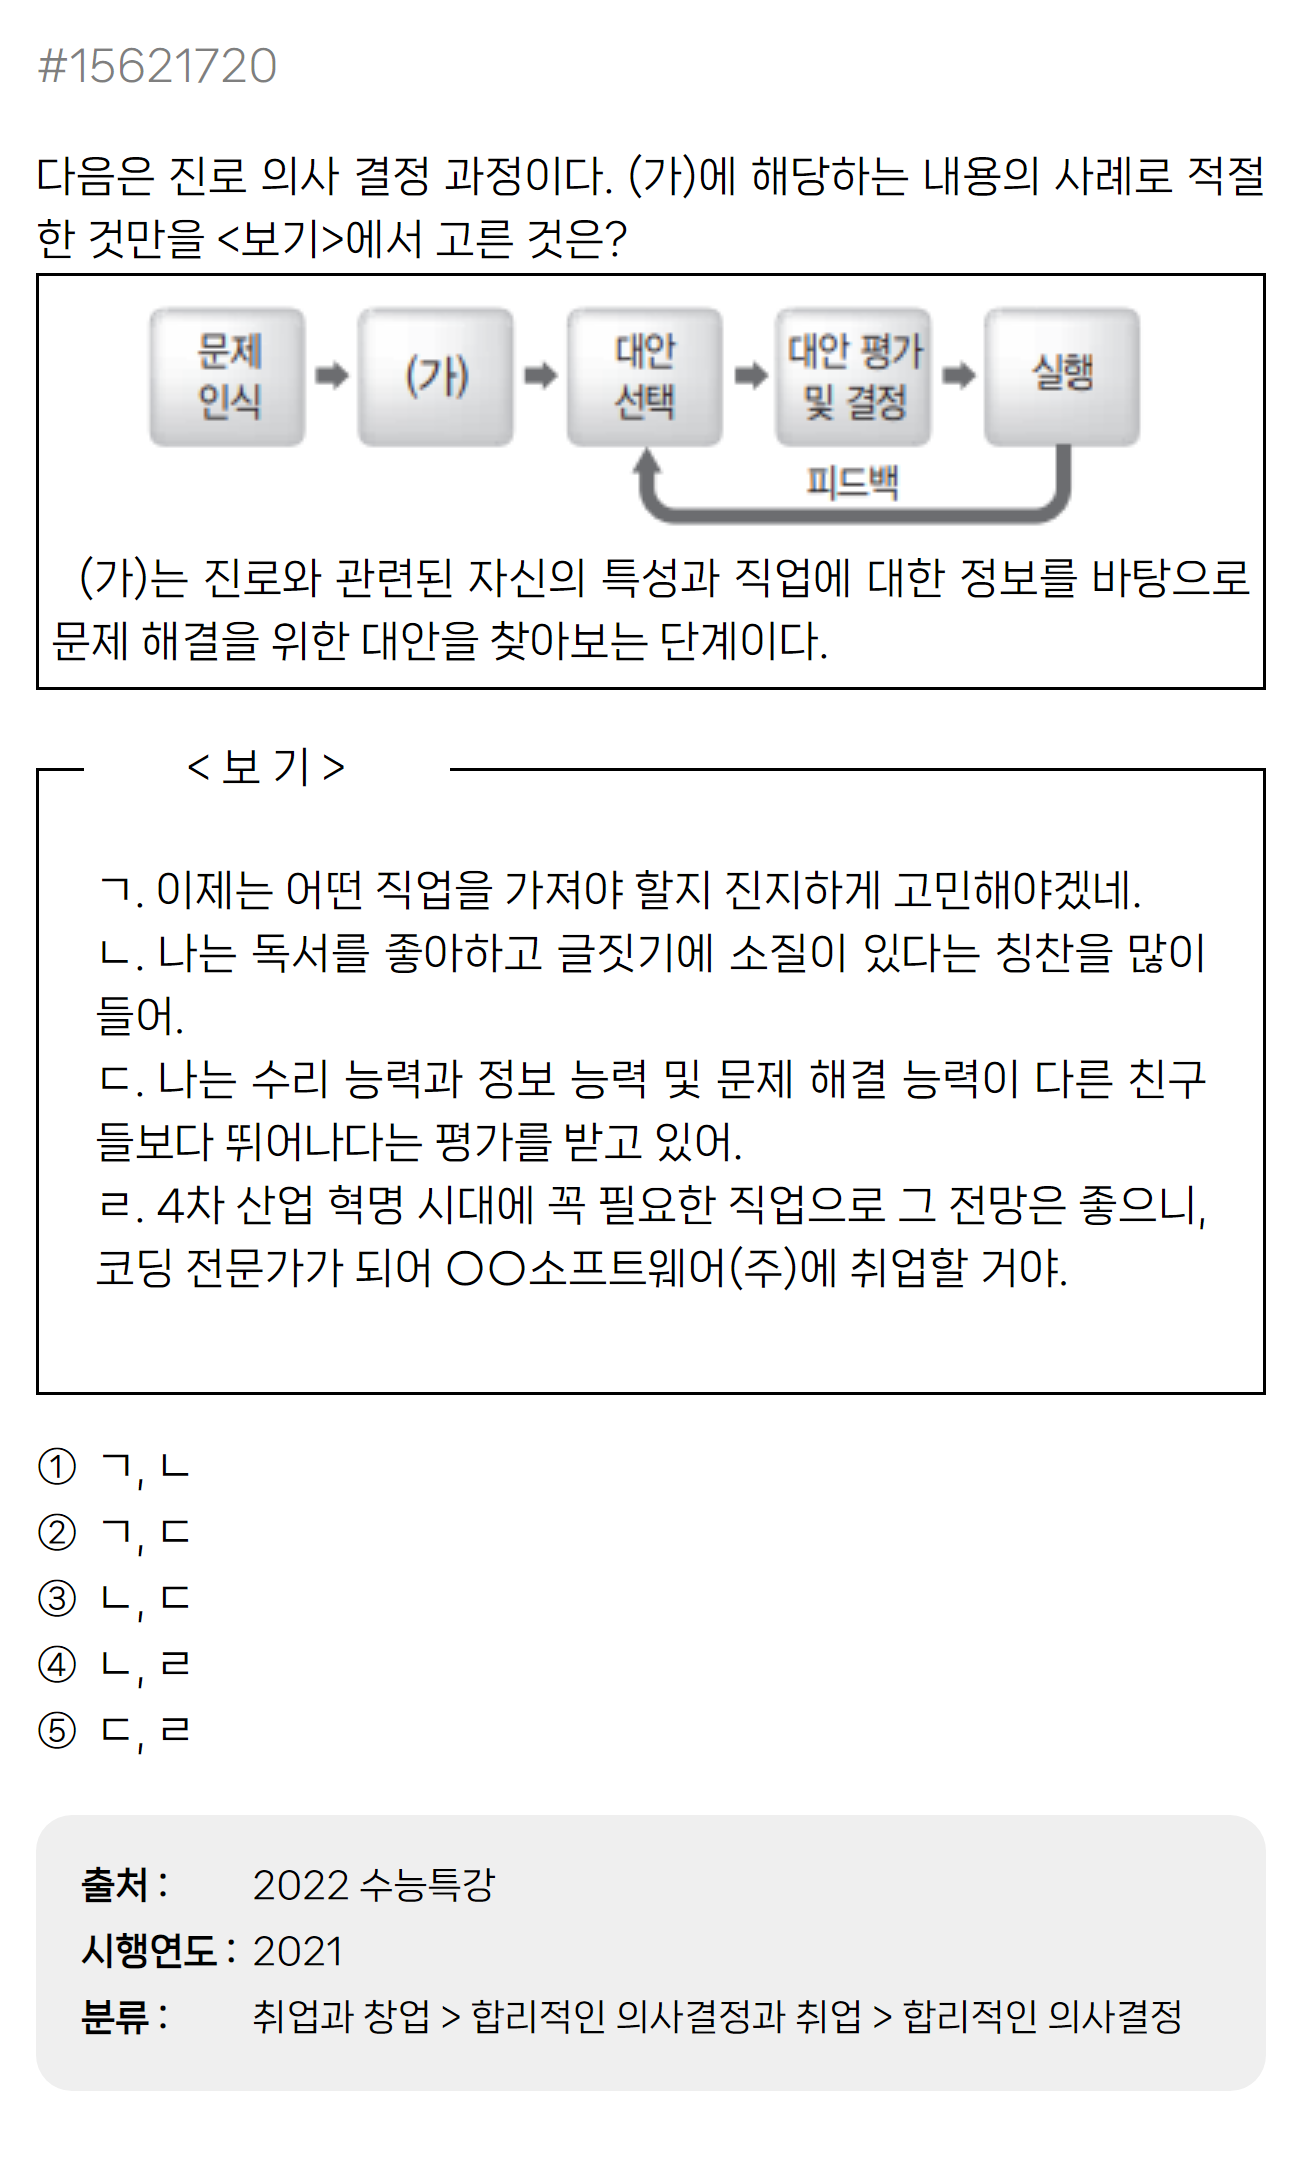 #15621720
다음은 진로 의사 결정 과정이다. (가)에 해당하는 내용의 사례로 적절
한 것만을 <보기>에서 고른 것은?
문제 인식
(가)
대안 선택
대안 평가 및 결정
실행
피드백
(가)는 진로와 관련된 자신의 특성과 직업에 대한 정보를 바탕으로
문제 해결을 위한 대안을 찾아보는 단계이다.
< 보 기 >
ㄱ. 이제는 어떤 직업을 가져야 할지 진지하게 고민해야겠네.
ㄴ. 나는 독서를 좋아하고 글짓기에 소질이 있다는 칭찬을 많이
들어.
ㄷ. 나는 수리 능력과 정보 능력 및 문제 해결 능력이 다른 친구
들보다 뛰어나다는 평가를 받고 있어.
ㄹ. 4차 산업 혁명 시대에 꼭 필요한 직업으로 그 전망은 좋으니,
코딩 전문가가 되어 ○○소프트웨어(주)에 취업할 거야.
① ㄱ, ㄴ
② ㄱ, ㄷ
③ ㄴ, ㄷ
④ ㄴ, ㄹ
⑤ ㄷ, ㄹ
출처 : 2022 수능특강
시행연도 : 2021
분류 : 취업과 창업 > 합리적인 의사결정과 취업 > 합리적인 의사결정